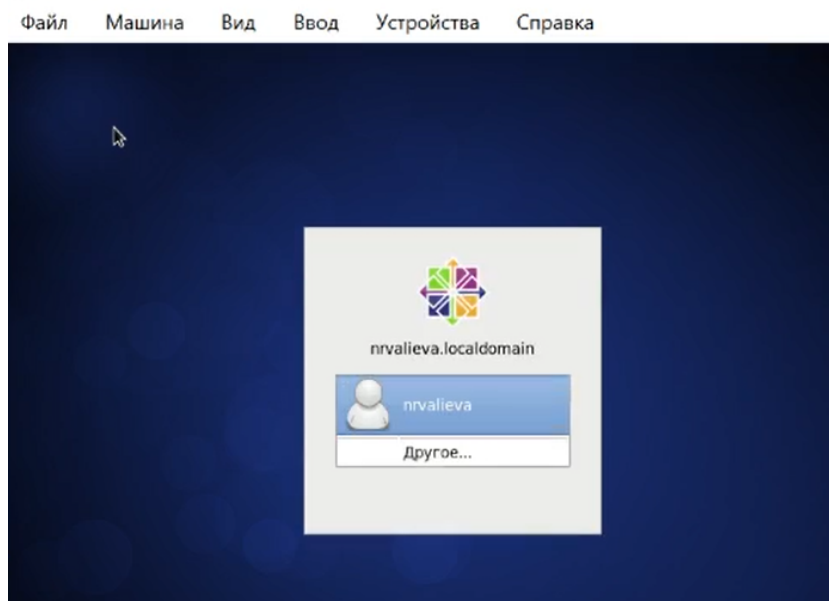 Файл Машина Вид Ввод Устройства Справка
nrvalieva.localdomain
nrvalieva
Другое...